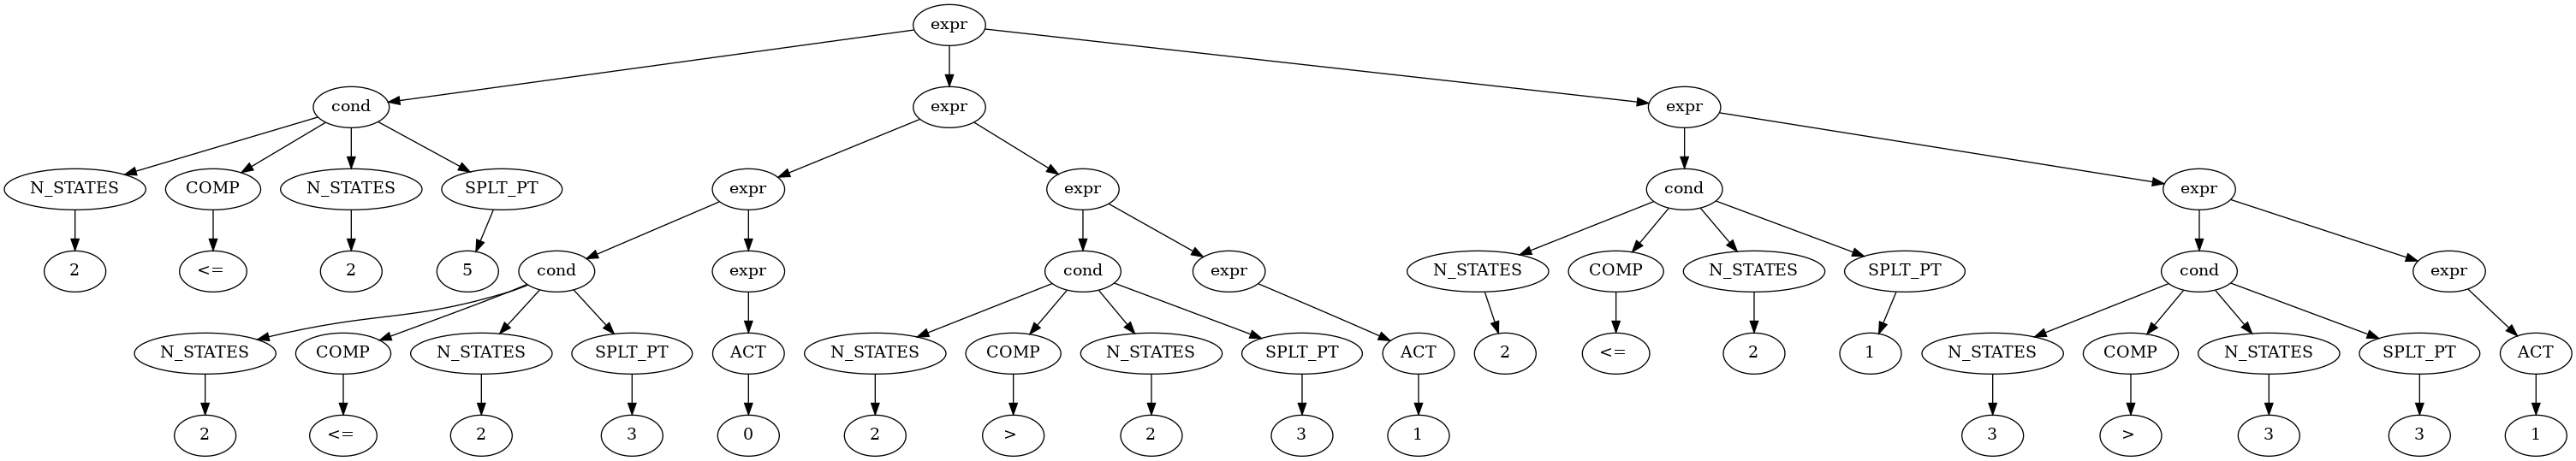 expr
cond expr expr
N_STATES COMP N_STATES SPLT_PT expr expr cond expr
2 <= 2 5 cond expr cond expr N_STATES COMP N_STATES SPLT_PT cond expr
N_STATES COMP N_STATES SPLT_PT ACT N_STATES COMP N_STATES SPLT_PT ACT 2 <= 2 1 N_STATES COMP N_STATES SPLT_PT ACT
2 <= 2 3 0 2 > 2 3 1 3 > 3 3 1